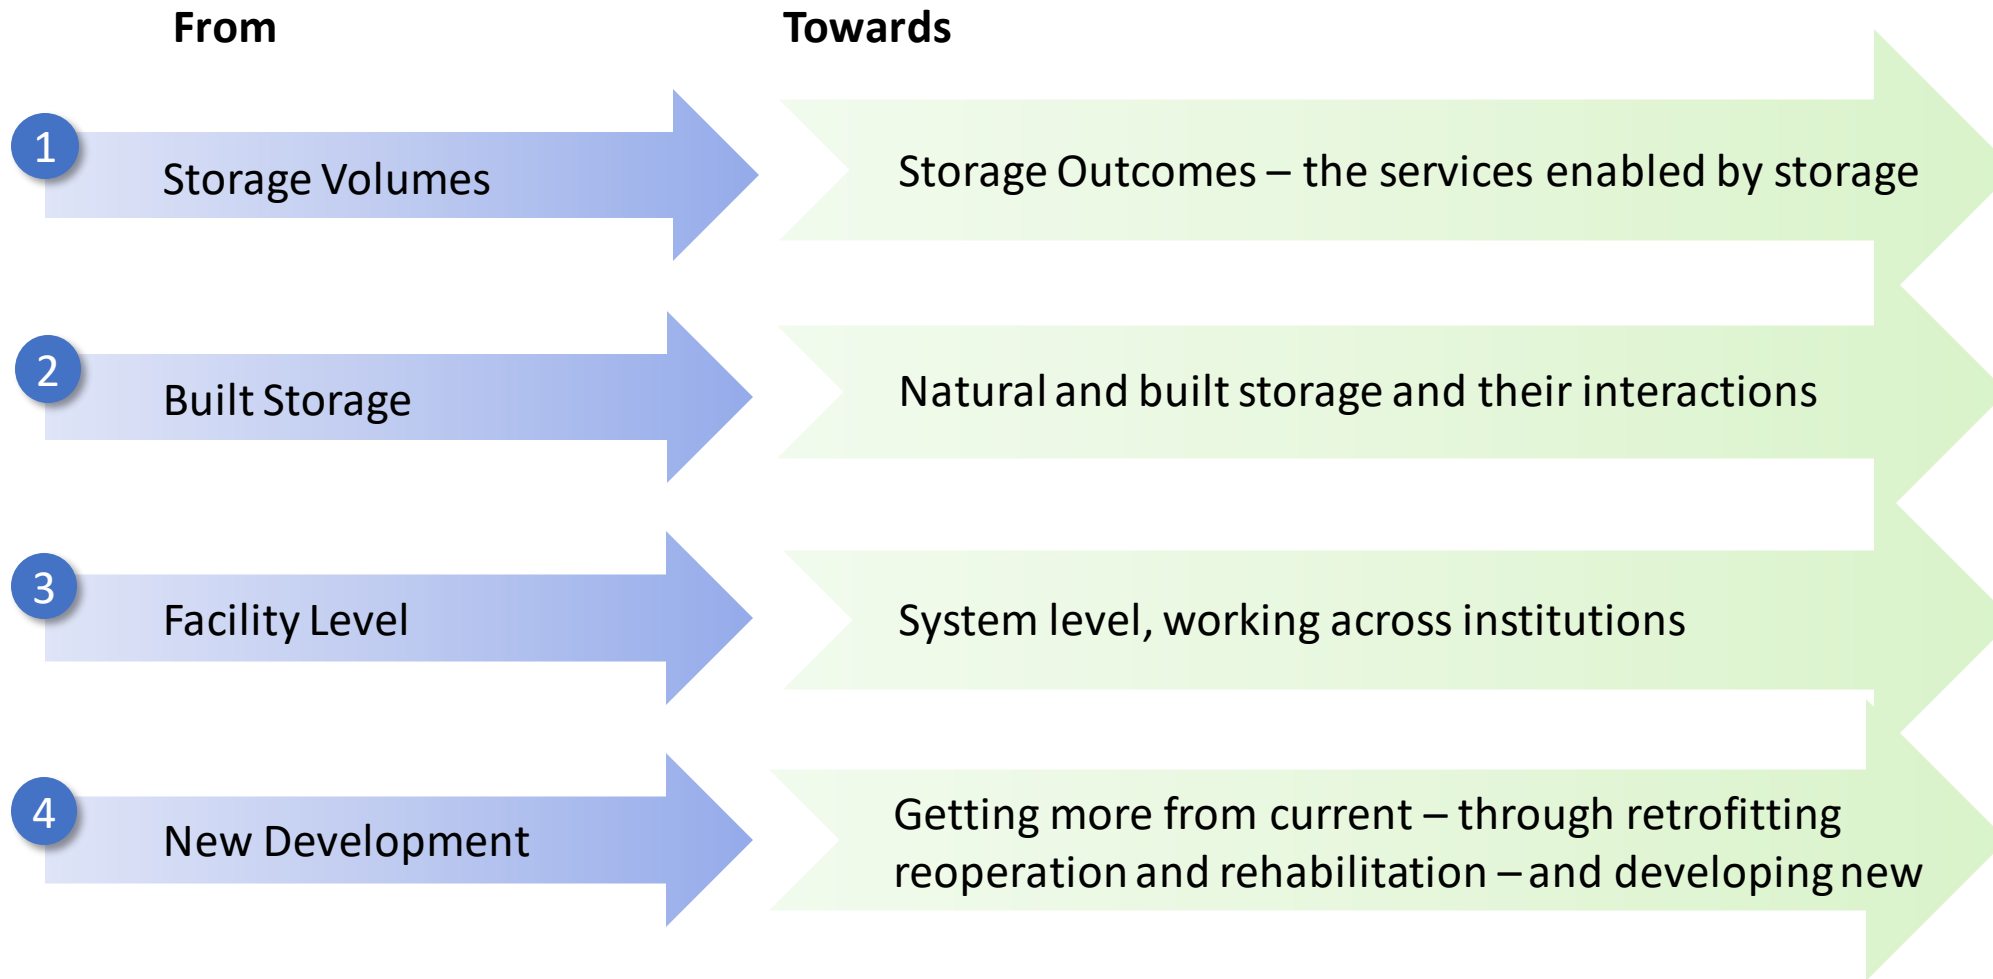 From
Towards
1
Storage Volumes
Storage Outcomes – the services enabled by storage
2
Built Storage
Natural and built storage and their interactions
3
Facility Level
System level, working across institutions
4
New Development
Getting more from current – through retrofitting
reoperation and rehabilitation – and developing new